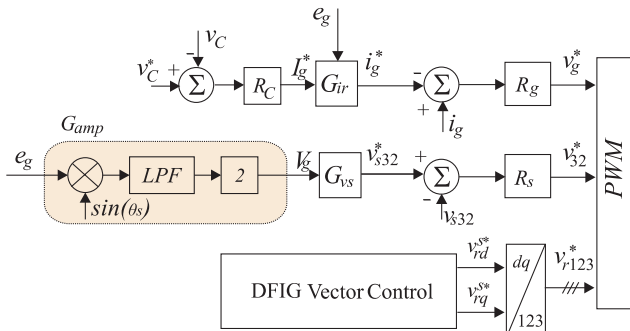 e_g
v_C
v_C^* + - Σ R_C I_g^* G_ir i_g^* - + Σ R_g v_g^*
i_g
G_amp
e_g LPF 2 V_g G_vs v_s32^* + - Σ R_s v_32^* PWM
sin(θs) v_s32
DFIG Vector Control v_rd^s* v_rq^s* dq 123 v_r123^*